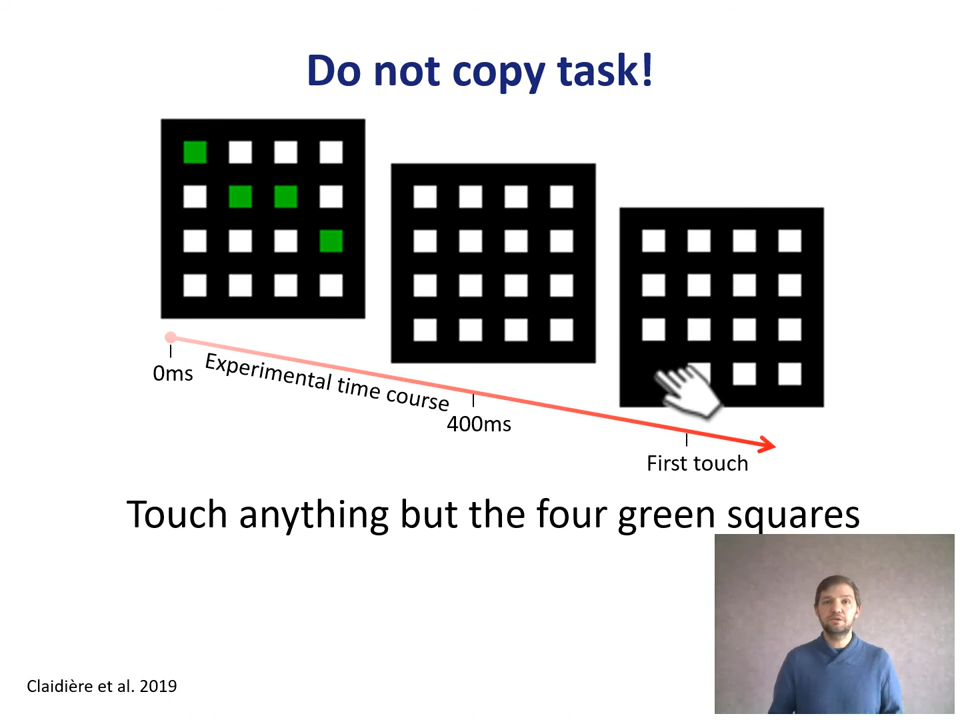 Do not copy task!
0ms
Experimental time course
400ms
First touch
Touch anything but the four green squares
Claidière et al. 2019